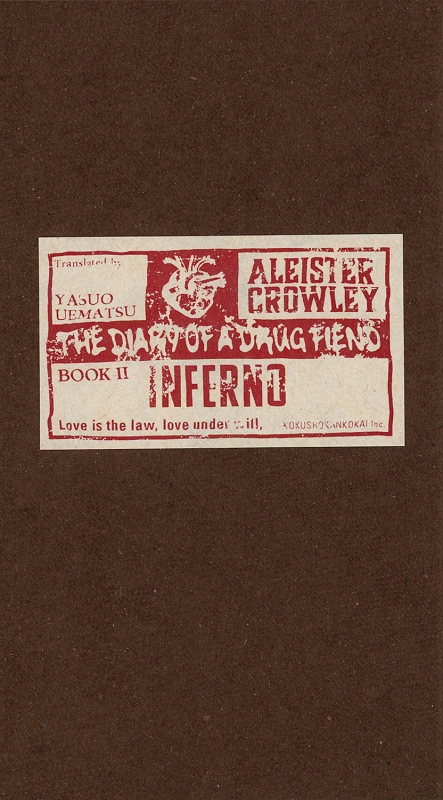 Translated by
YASUO
UEMATSU
ALEISTER
CROWLEY
THE DIARY OF A DRUG FIEND
BOOK II
INFERNO
Love is the law, love under will,
KOKUSHOKANKOKAI Inc.